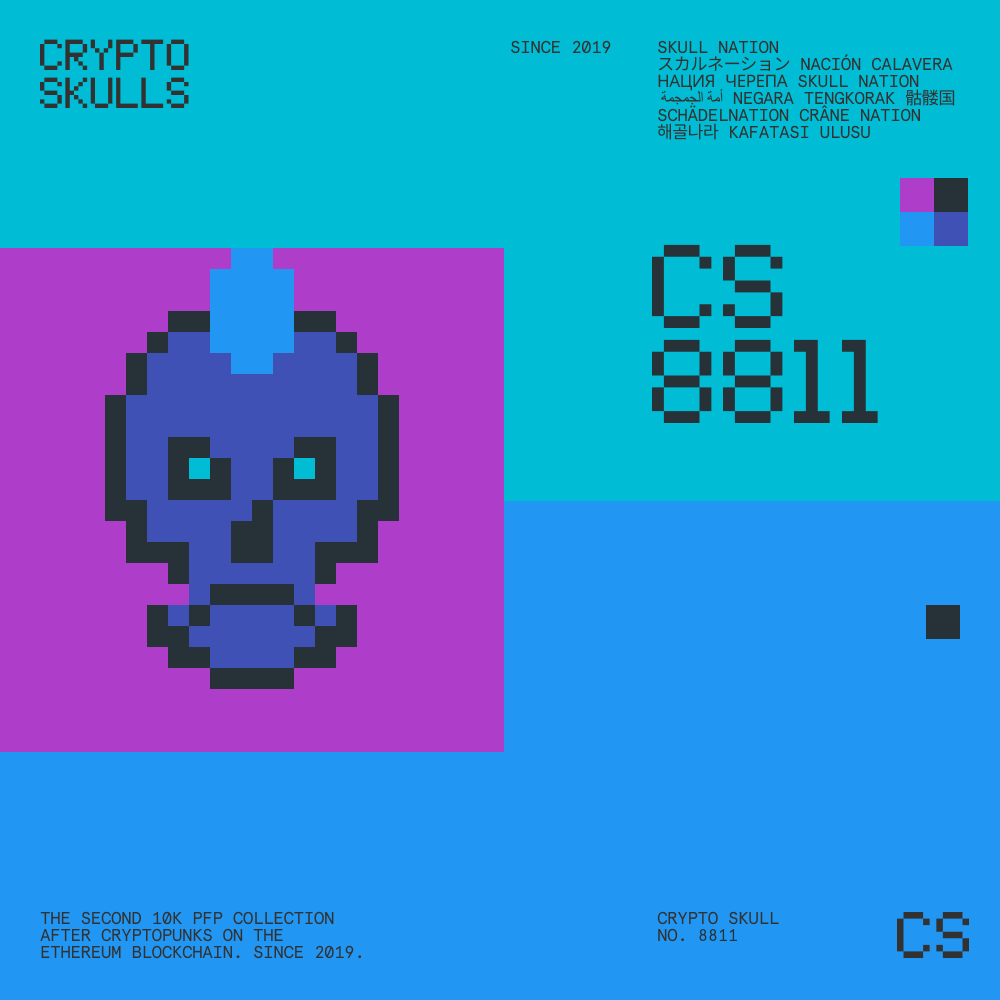 CRYPTO
SKULLS
SINCE 2019
SKULL NATION
スカルネーション NACIÓN CALAVERA
НАЦИЯ ЧЕРЕПА SKULL NATION
أمة الجمجمة NEGARA TENGKORAK 骷髅国
SCHÄDELNATION CRÂNE NATION
해골나라 KAFATASI ULUSU
CS
8811
THE SECOND 10K PFP COLLECTION
AFTER CRYPTOPUNKS ON THE
ETHEREUM BLOCKCHAIN. SINCE 2019.
CRYPTO SKULL
NO. 8811
CS